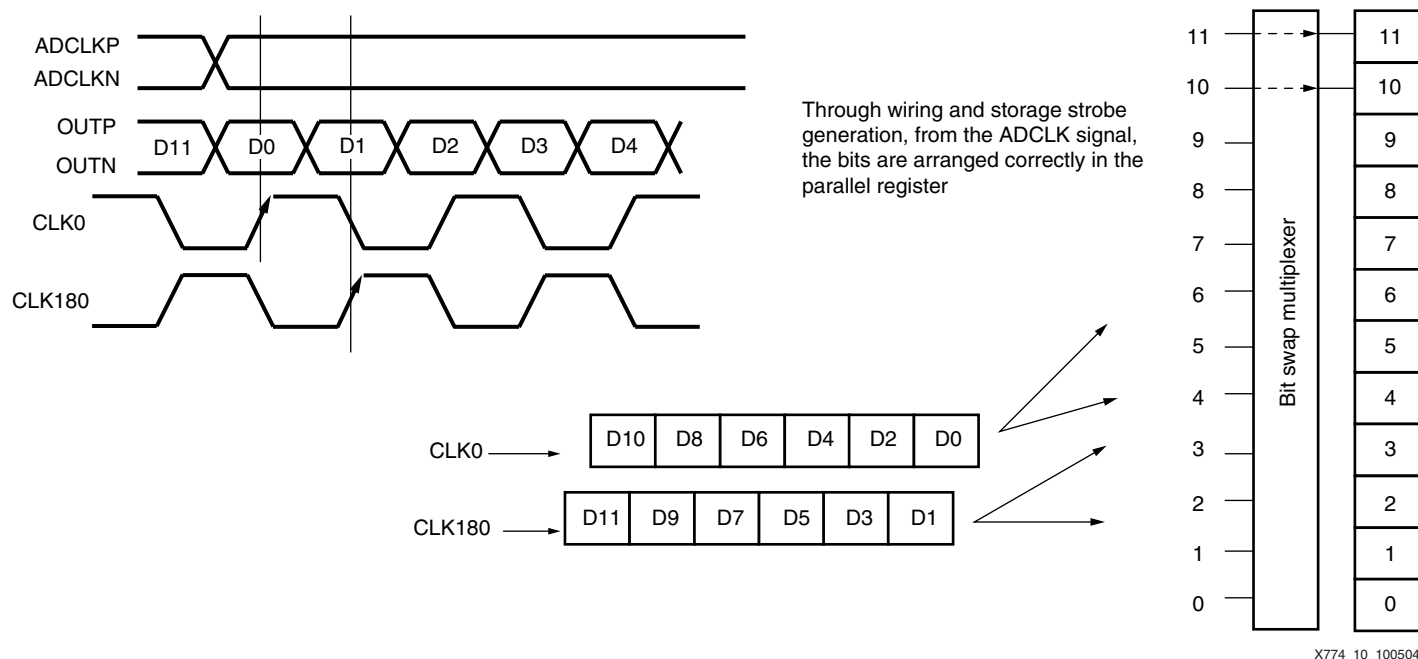 ADCLKP
ADCLKN
OUTP
OUTN
D11 D0 D1 D2 D3 D4
CLK0
CLK180
Through wiring and storage strobe
generation, from the ADCLK signal,
the bits are arranged correctly in the
parallel register
CLK0
D10 D8 D6 D4 D2 D0
CLK180
D11 D9 D7 D5 D3 D1
11
10
9
8
7
6
5
4
3
2
1
0
Bit swap multiplexer
11
10
9
8
7
6
5
4
3
2
1
0
X774_10_100504